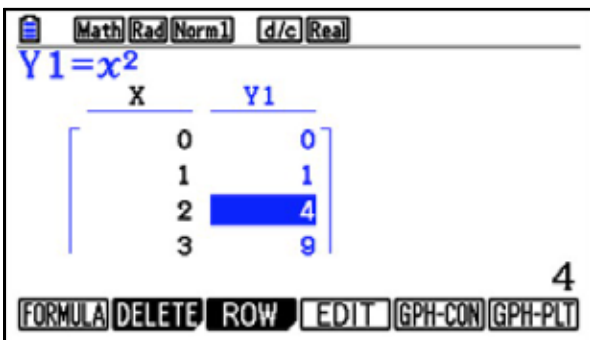 Math Rad Norm1 d/c Real
Y1=x²
X Y1
0 0
1 1
2 4
3 9
4
FORMULA DELETE ROW EDIT GPH-CON GPH-PLT